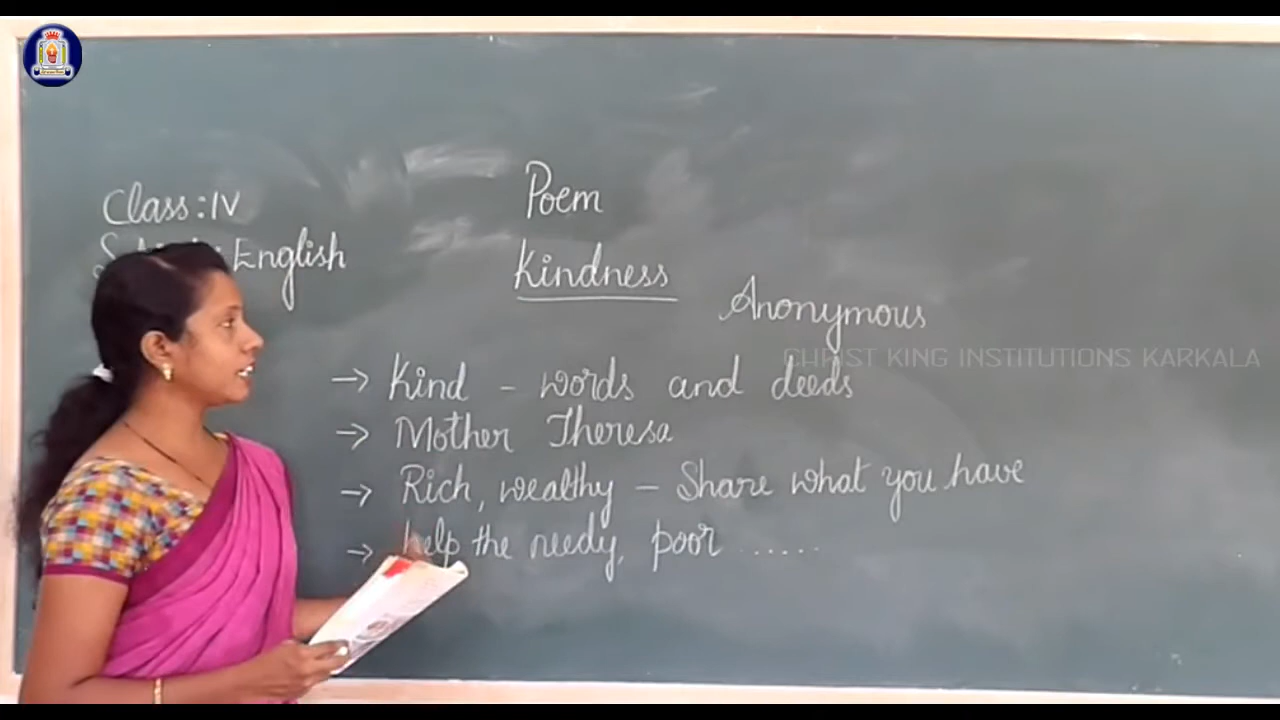 Class: IV
English
Poem
Kindness
Anonymous
CHRIST KING INSTITUTIONS KARKALA
→ Kind - words and deeds
→ Mother Theresa
→ Rich, wealthy - Share what you have
→ help the needy, poor ......